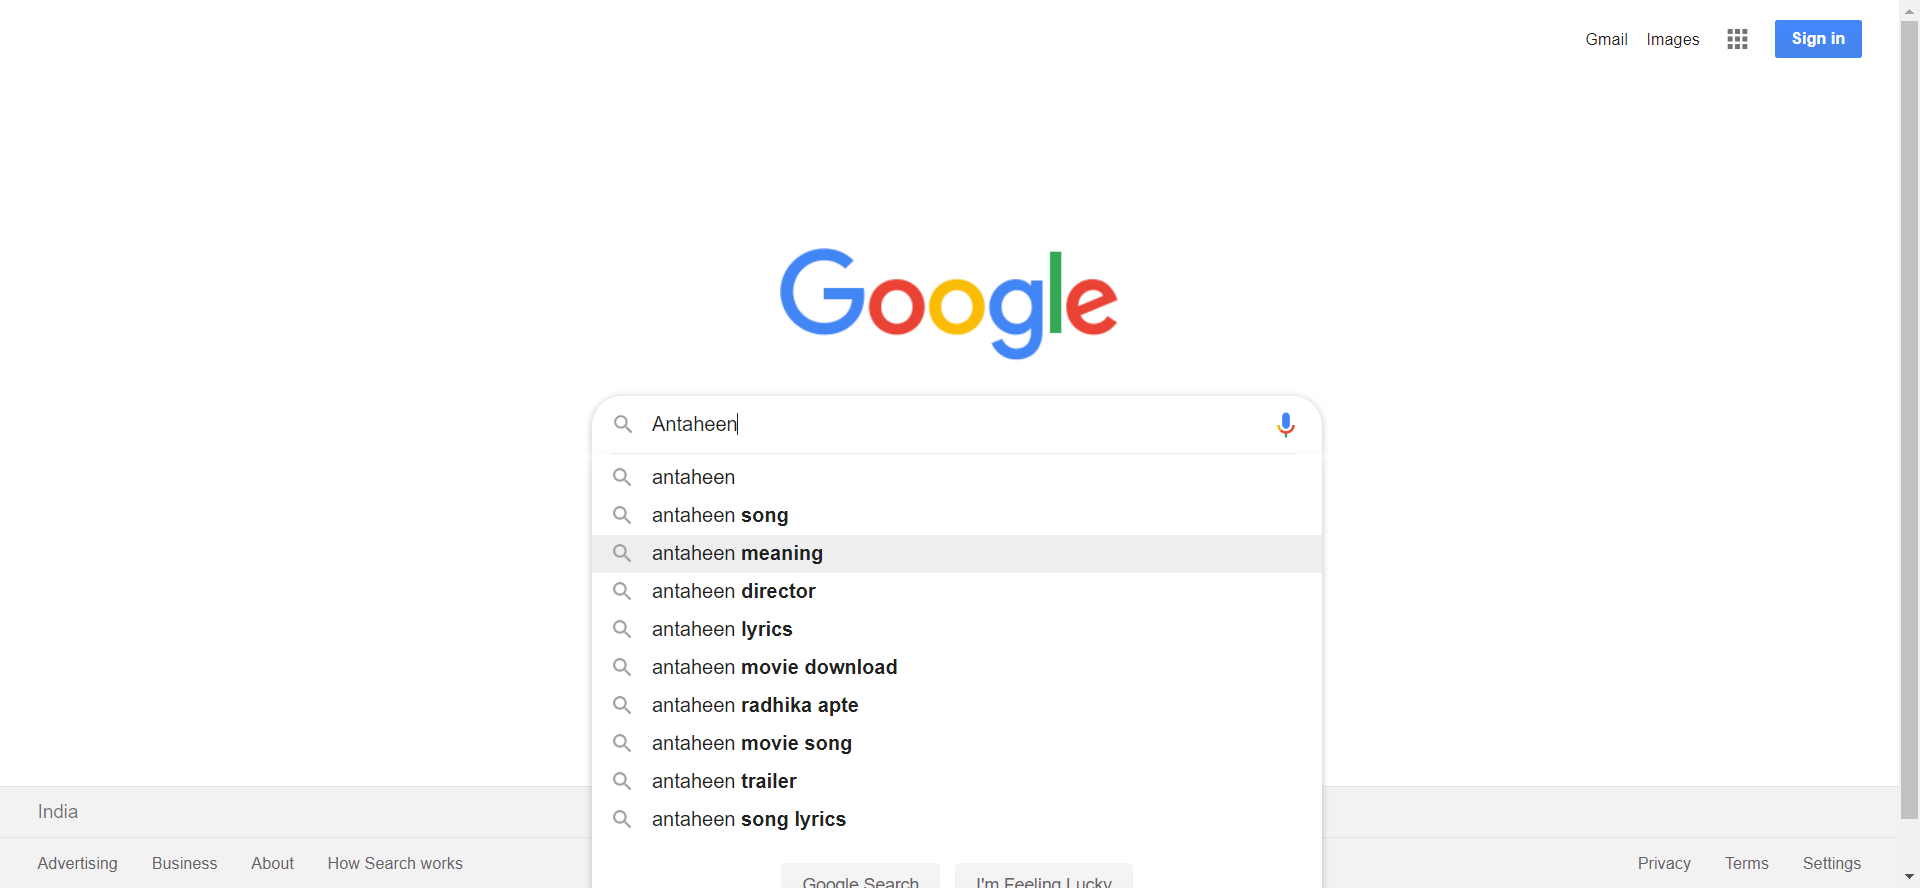 Gmail Images Sign in
Google
Antaheen
antaheen
antaheen song
antaheen meaning
antaheen director
antaheen lyrics
antaheen movie download
antaheen radhika apte
antaheen movie song
antaheen trailer
antaheen song lyrics
India
Google Search I'm Feeling Lucky
Advertising Business About How Search works Privacy Terms Settings